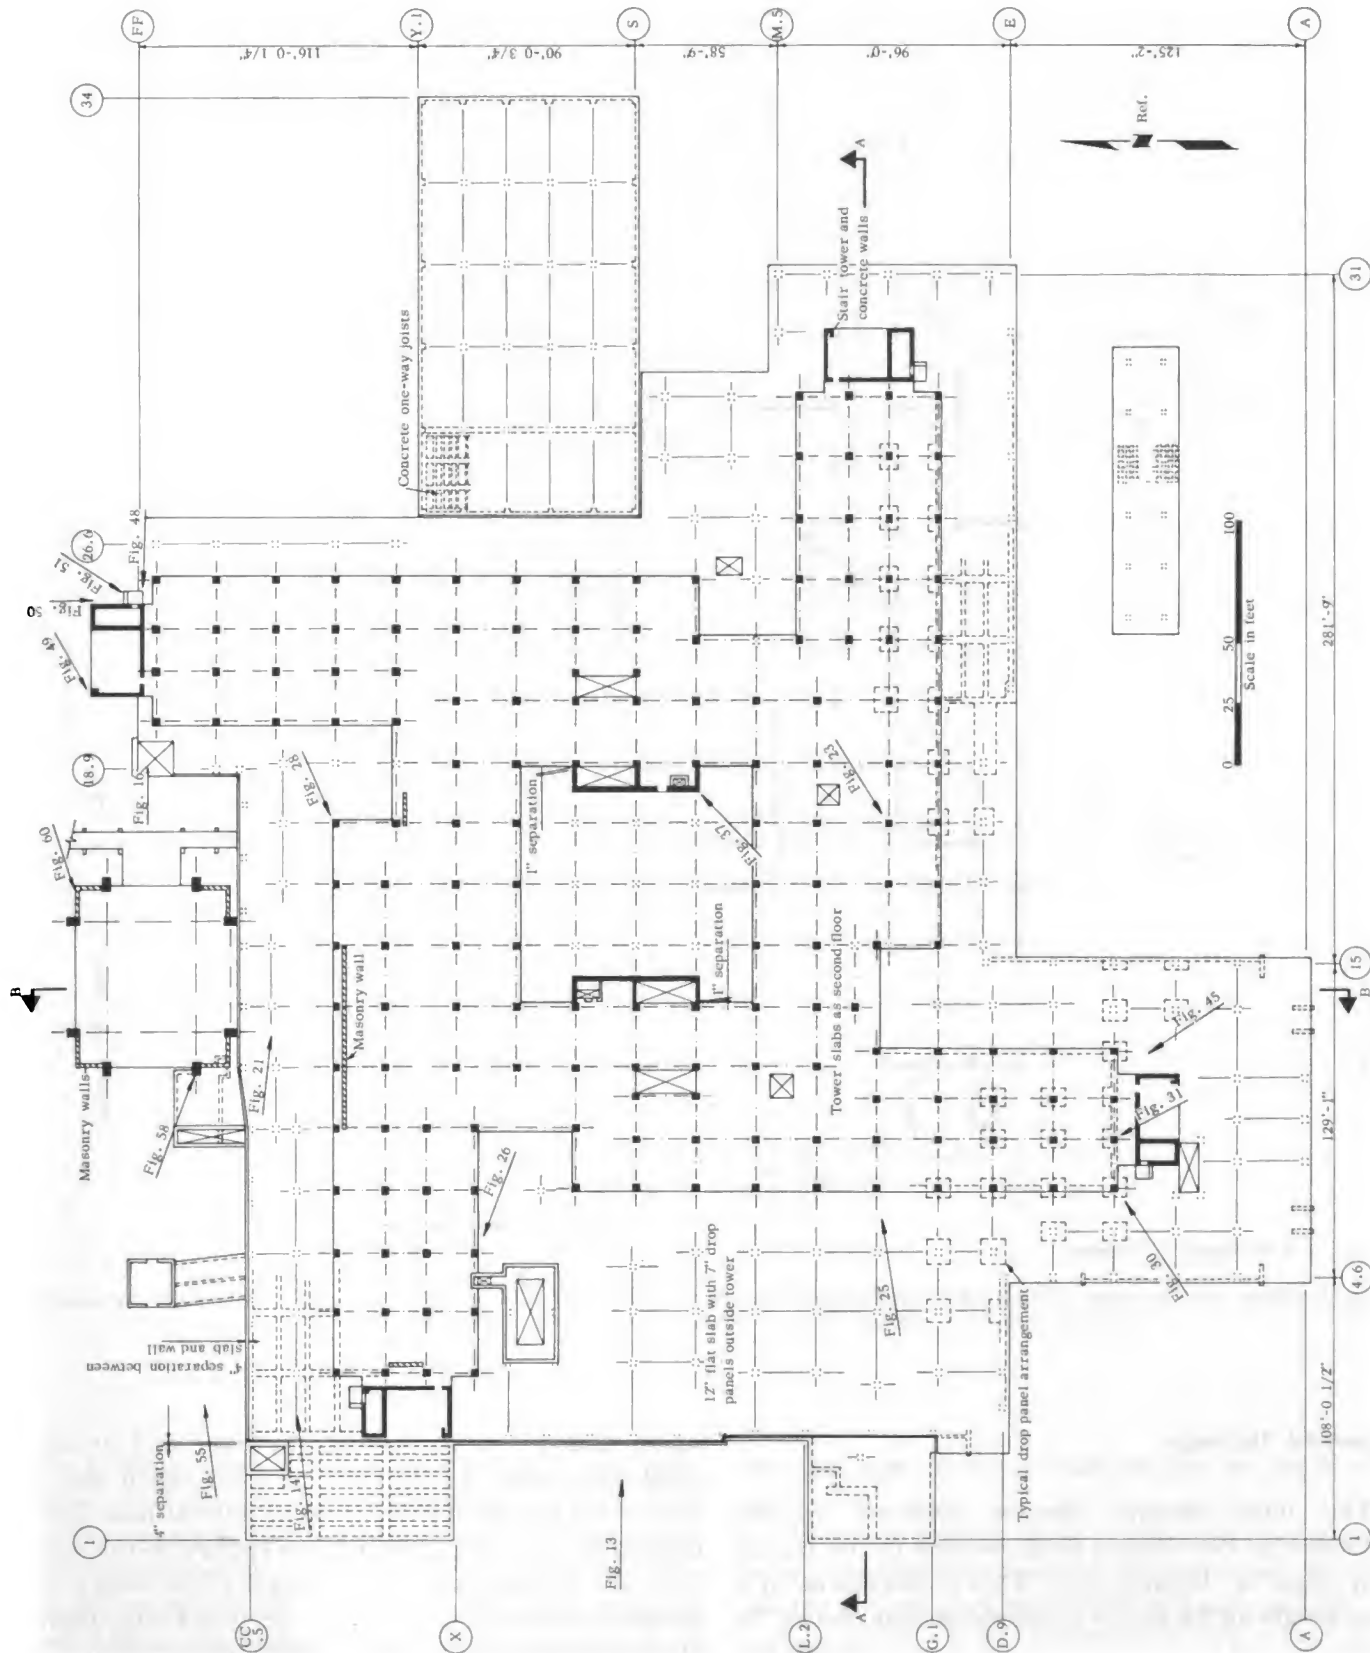 FF
Y.1
S
M.5
E
A
116'-0 1/4"
90'-0 3/4"
58'-9"
96'-0"
125'-2"
34
Ref.
A
Stair tower and
concrete walls
31
Concrete one-way joists
26.6
Fig. 48
Fig. 51
Fig. 50
Fig. 49
18.9
Fig. 60
Fig. 28
1" separation
Fig. 37
Fig. 23
0
25
50
100
Scale in feet
281'-9"
B
Masonry walls
Fig. 58
Fig. 21
Masonry wall
1" separation
Tower slabs as second floor
15
B
Fig. 45
Fig. 31
129'-1"
Fig. 26
Fig. 25
Fig. 30
4.6
4" separation between
slab and wall
12" flat slab with 7" drop
panels outside tower
Typical drop panel arrangement
4" separation
Fig. 55
Fig. 14
Fig. 13
108'-0 1/2"
1
A
1
CC
.5
X
L.2
G.1
D.9
A